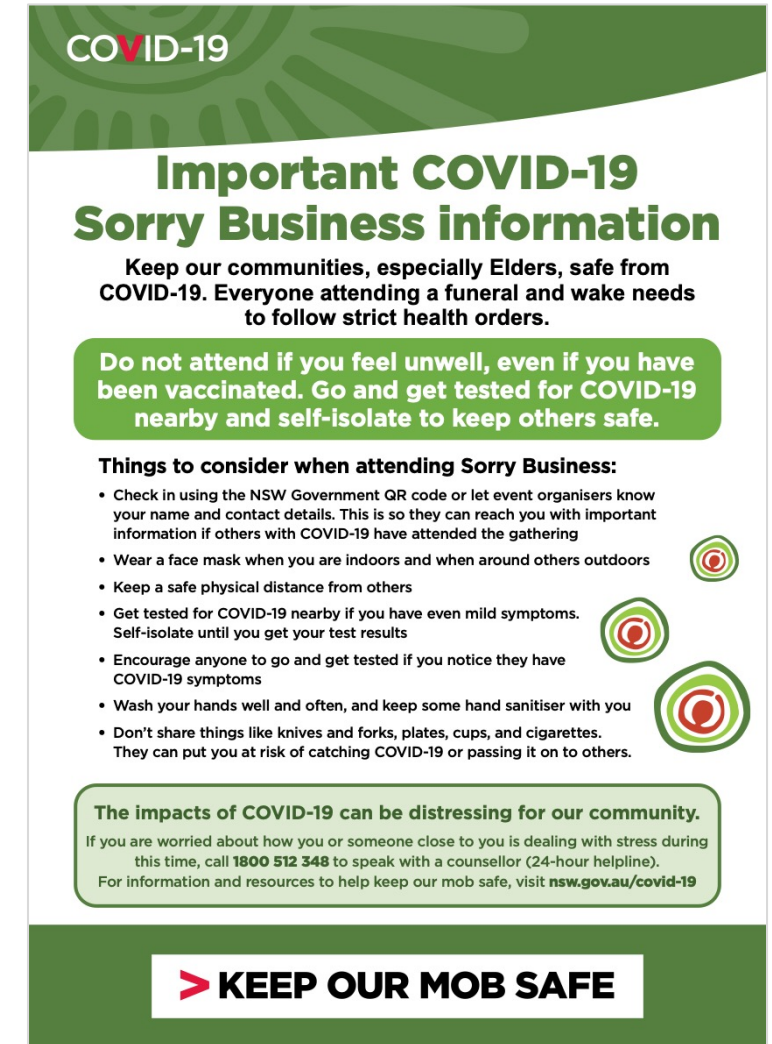 COVID-19
Important COVID-19
Sorry Business information
Keep our communities, especially Elders, safe from
COVID-19. Everyone attending a funeral and wake needs
to follow strict health orders.
Do not attend if you feel unwell, even if you have
been vaccinated. Go and get tested for COVID-19
nearby and self-isolate to keep others safe.
Things to consider when attending Sorry Business:
• Check in using the NSW Government QR code or let event organisers know
your name and contact details. This is so they can reach you with important
information if others with COVID-19 have attended the gathering
• Wear a face mask when you are indoors and when around others outdoors
• Keep a safe physical distance from others
• Get tested for COVID-19 nearby if you have even mild symptoms.
Self-isolate until you get your test results
• Encourage anyone to go and get tested if you notice they have
COVID-19 symptoms
• Wash your hands well and often, and keep some hand sanitiser with you
• Don't share things like knives and forks, plates, cups, and cigarettes.
They can put you at risk of catching COVID-19 or passing it on to others.
The impacts of COVID-19 can be distressing for our community.
If you are worried about how you or someone close to you is dealing with stress during
this time, call 1800 512 348 to speak with a counsellor (24-hour helpline).
For information and resources to help keep our mob safe, visit nsw.gov.au/covid-19
> KEEP OUR MOB SAFE